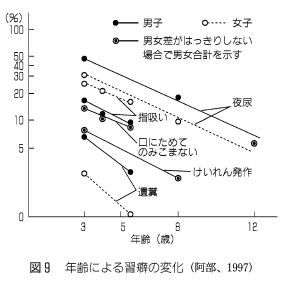 (%)
100
50
40
30
20
10
5
0
男子
女子
男女差がはっきりしない
場合で男女合計を示す
夜尿
指吸い
口にためて
のみこまない
けいれん発作
遺糞
3 5 8 12
年齢(歳)
図9 年齢による習癖の変化(阿部、1997)